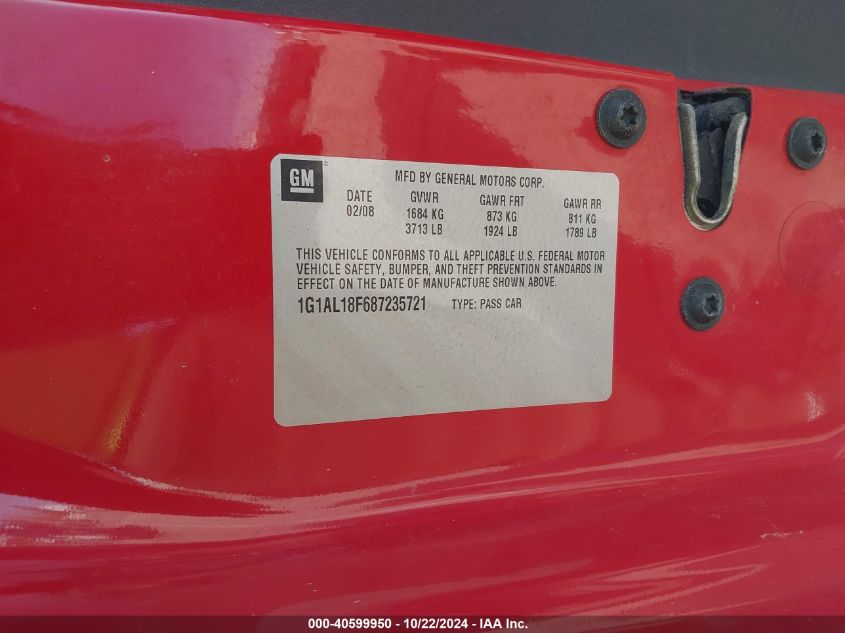 GM
MFD BY GENERAL MOTORS CORP.
DATE GVWR GAWR FRT GAWR RR
02/08 1684 KG 873 KG 811 KG
3713 LB 1924 LB 1789 LB
THIS VEHICLE CONFORMS TO ALL APPLICABLE U.S. FEDERAL MOTOR
VEHICLE SAFETY, BUMPER, AND THEFT PREVENTION STANDARDS IN
EFFECT ON THE DATE OF MANUFACTURE SHOWN ABOVE.
1G1AL18F687235721 TYPE: PASS CAR
000-40599950 - 10/22/2024 - IAA Inc.